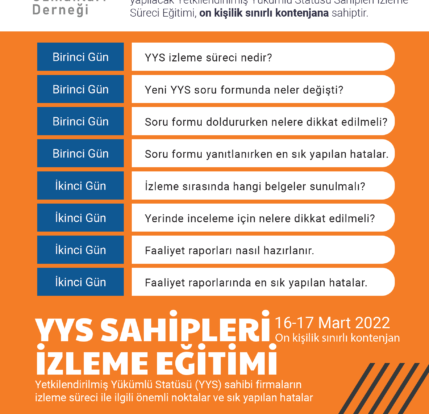 Derneği
yapılacak Yetkilendirilmiş Yükümlü Statüsü Sahipleri İzleme
Süreci Eğitimi, on kişilik sınırlı kontenjana sahiptir.
Birinci Gün YYS izleme süreci nedir?
Birinci Gün Yeni YYS soru formunda neler değişti?
Birinci Gün Soru formu doldururken nelere dikkat edilmeli?
Birinci Gün Soru formu yanıtlanırken en sık yapılan hatalar.
İkinci Gün İzleme sırasında hangi belgeler sunulmalı?
İkinci Gün Yerinde inceleme için nelere dikkat edilmeli?
İkinci Gün Faaliyet raporları nasıl hazırlanır.
İkinci Gün Faaliyet raporlarında en sık yapılan hatalar.
YYS SAHİPLERİ 16-17 Mart 2022
On kişilik sınırlı kontenjan
İZLEME EĞİTİMİ
Yetkilendirilmiş Yükümlü Statüsü (YYS) sahibi firmaların
izleme süreci ile ilgili önemli noktalar ve sık yapılan hatalar